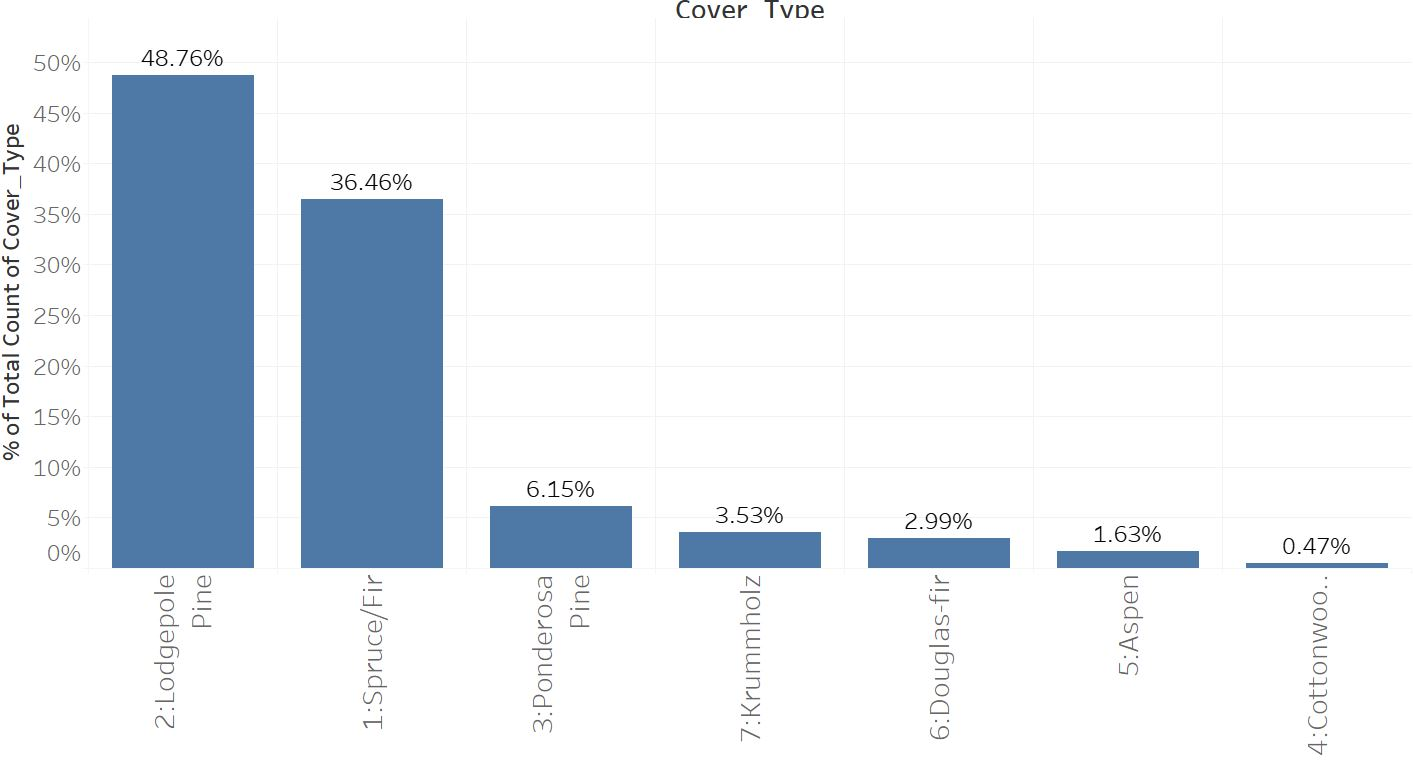 Cover_Type
% of Total Count of Cover_Type
50%
45%
40%
35%
30%
25%
20%
15%
10%
5%
0%
48.76%
36.46%
6.15%
3.53%
2.99%
1.63%
0.47%
2:Lodgepole
Pine
1:Spruce/Fir
3:Ponderosa
Pine
7:Krummholz
6:Douglas-fir
5:Aspen
4:Cottonwoo..